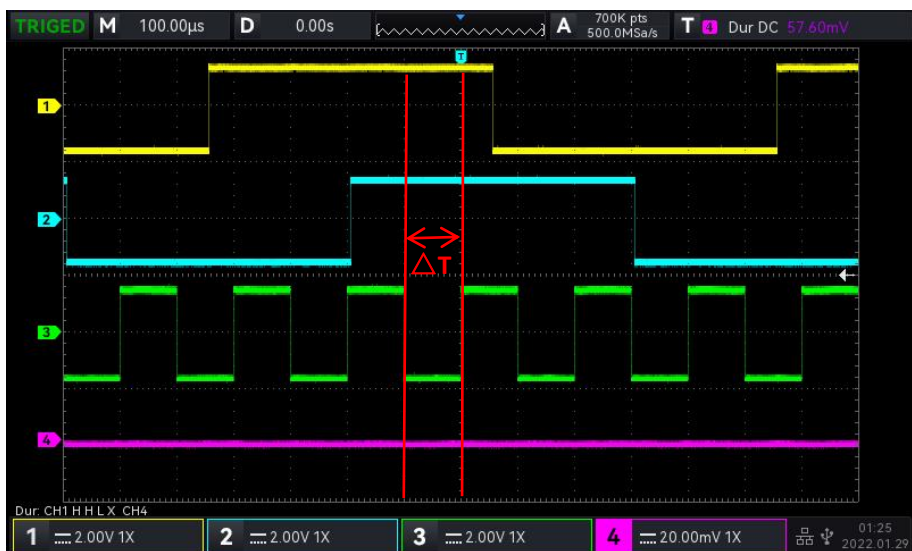 TRIGED M 100.00μs D 0.00s A 700K pts 500.0MSa/s T 4 Dur DC 57.60mV
T
1
2
△T
3
4
Dur: CH1 H H L X CH4
1 2.00V 1X 2 2.00V 1X 3 2.00V 1X 4 20.00mV 1X 01:25
2022.01.29